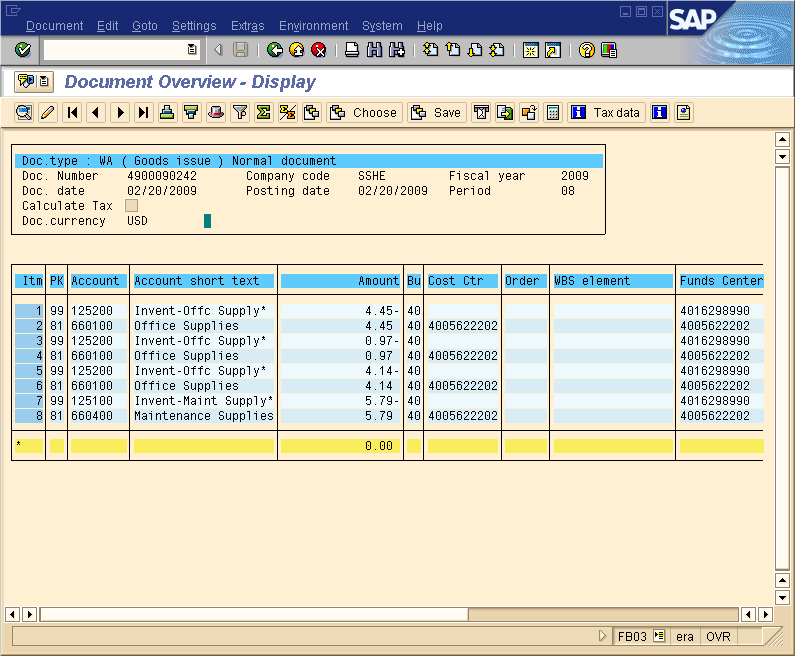 Document Edit Goto Settings Extras Environment System Help
SAP
Document Overview - Display
Choose Save Tax data
Doc.type : WA ( Goods issue ) Normal document
Doc. Number 4900090242 Company code SSHE Fiscal year 2009
Doc. date 02/20/2009 Posting date 02/20/2009 Period 08
Calculate Tax
Doc.currency USD
Itm PK Account Account short text Amount Bu Cost Ctr Order WBS element Funds Center
1 99 125200 Invent-Offc Supply* 4.45- 40 4016298990
2 81 660100 Office Supplies 4.45 40 4005622202 4005622202
3 99 125200 Invent-Offc Supply* 0.97- 40 4016298990
4 81 660100 Office Supplies 0.97 40 4005622202 4005622202
5 99 125200 Invent-Offc Supply* 4.14- 40 4016298990
6 81 660100 Office Supplies 4.14 40 4005622202 4005622202
7 99 125100 Invent-Maint Supply* 5.79- 40 4016298990
8 81 660400 Maintenance Supplies 5.79 40 4005622202 4005622202
* 0.00
FB03 era OVR